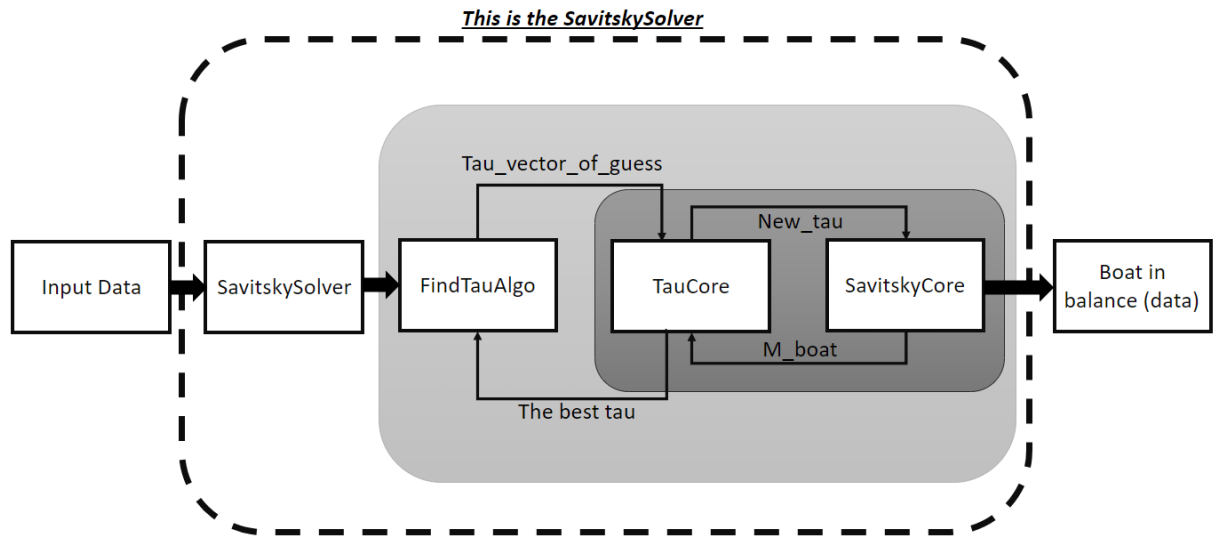 This is the SavitskySolver
Tau_vector_of_guess
New_tau
Input Data
SavitskySolver
FindTauAlgo
TauCore
SavitskyCore
Boat in
balance (data)
M_boat
The best tau